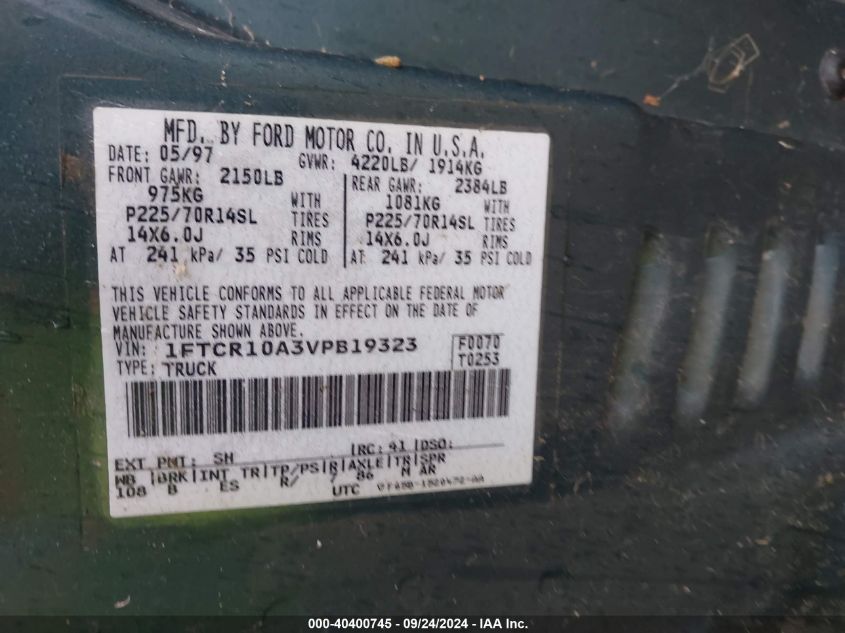 MFD. BY FORD MOTOR CO. IN U.S.A.
DATE: 05/97 GVWR: 4220LB/ 1914KG
FRONT GAWR: 2150LB REAR GAWR: 2384LB
975KG WITH 1081KG WITH
P225/70R14SL TIRES P225/70R14SL TIRES
14X6.0J RIMS 14X6.0J RIMS
AT 241 kPa/ 35 PSI COLD AT: 241 kPa/ 35 PSI COLD
THIS VEHICLE CONFORMS TO ALL APPLICABLE FEDERAL MOTOR
VEHICLE SAFETY STANDARDS IN EFFECT ON THE DATE OF
MANUFACTURE SHOWN ABOVE.
VIN: 1FTCR10A3VPB19323 F0070
TYPE: TRUCK T0253
EXT PNT: SH RC: 41 DSO:
WB BRK INT TR TP/PS R AXLE TR SPR
108 B ES R/ 7 86 M AR
UTC
000-40400745 - 09/24/2024 - IAA Inc.